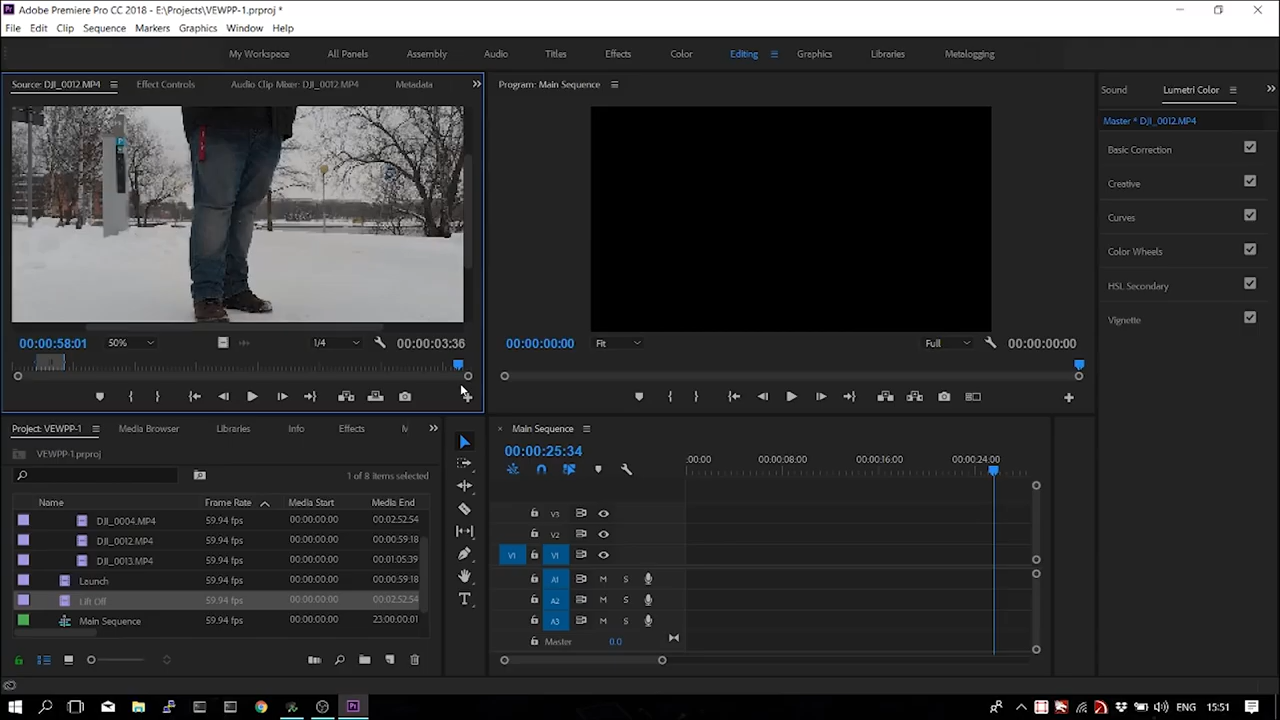 Adobe Premiere Pro CC 2018 - E:\Projects\VEWPP-1.prproj *
File Edit Clip Sequence Markers Graphics Window Help
My Workspace All Panels Assembly Audio Titles Effects Color Editing Graphics Libraries Metalogging
Source: DJI_0012.MP4 Effect Controls Audio Clip Mixer: DJI_0012.MP4 Metadata
Program: Main Sequence
Sound Lumetri Color
Master * DJI_0012.MP4
Basic Correction
Creative
Curves
Color Wheels
HSL Secondary
Vignette
00:00:58:01 50% 1/4 00:00:03:36
00:00:00:00 Fit Full 00:00:00:00
Project: VEWPP-1 Media Browser Libraries Info Effects M
VEWPP-1.prproj
1 of 8 items selected
Name Frame Rate Media Start Media End
DJI_0004.MP4 59.94 fps 00:00:00:00 00:02:52:54
DJI_0012.MP4 59.94 fps 00:00:00:00 00:00:59:18
DJI_0013.MP4 59.94 fps 00:00:00:00 00:01:05:39
Launch 59.94 fps 00:00:00:00 00:00:59:18
Lift Off 59.94 fps 00:00:00:00 00:02:52:54
Main Sequence 59.94 fps 00:00:00:00 23:00:00:01
Main Sequence
00:00:25:34
:00:00 00:00:08:00 00:00:16:00 00:00:24:00
V3
V2
V1 V1
A1 M S
A2 M S
A3 M S
Master 0.0
ENG 15:51